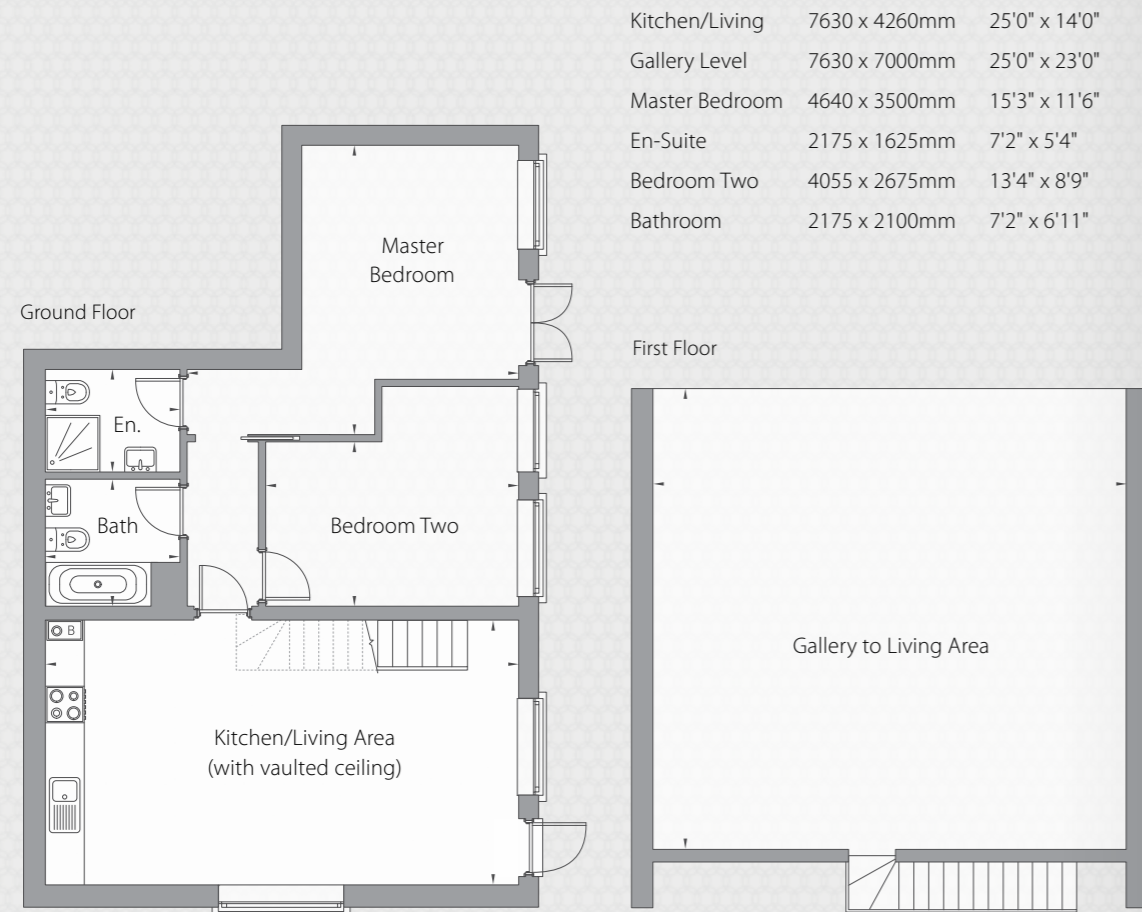 Kitchen/Living 7630 x 4260mm 25'0" x 14'0"
Gallery Level 7630 x 7000mm 25'0" x 23'0"
Master Bedroom 4640 x 3500mm 15'3" x 11'6"
En-Suite 2175 x 1625mm 7'2" x 5'4"
Bedroom Two 4055 x 2675mm 13'4" x 8'9"
Bathroom 2175 x 2100mm 7'2" x 6'11"
Ground Floor
Master
Bedroom
En.
Bath
Bedroom Two
B
Kitchen/Living Area
(with vaulted ceiling)
First Floor
Gallery to Living Area